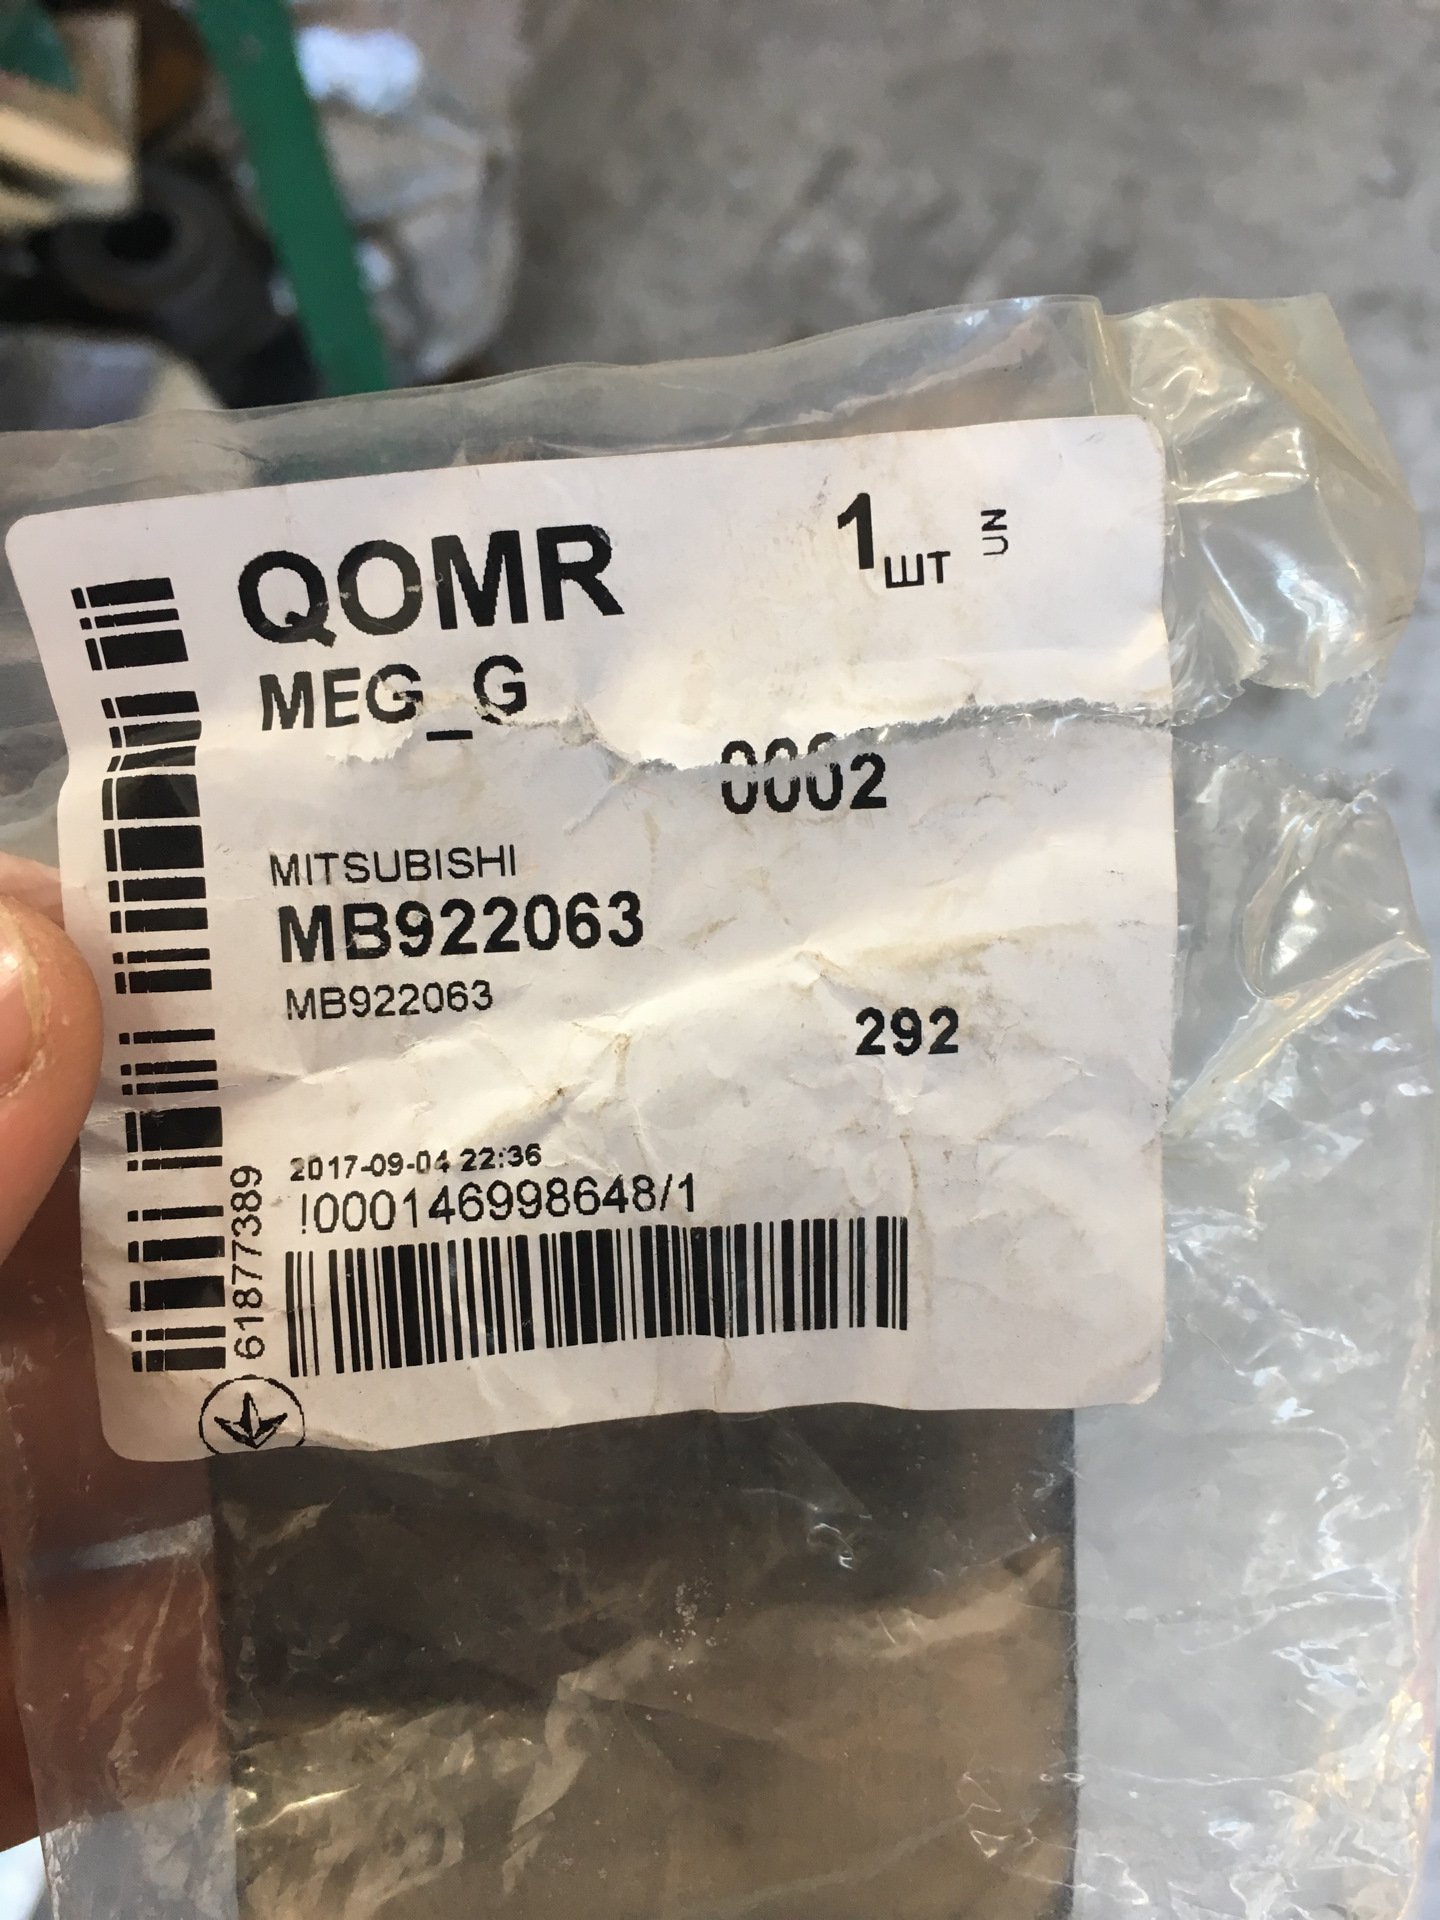 QOMR
1 шт
UN
MEG_G
0002
MITSUBISHI
MB922063
MB922063
292
2017-09-04 22:36
!000146998648/1
61877389